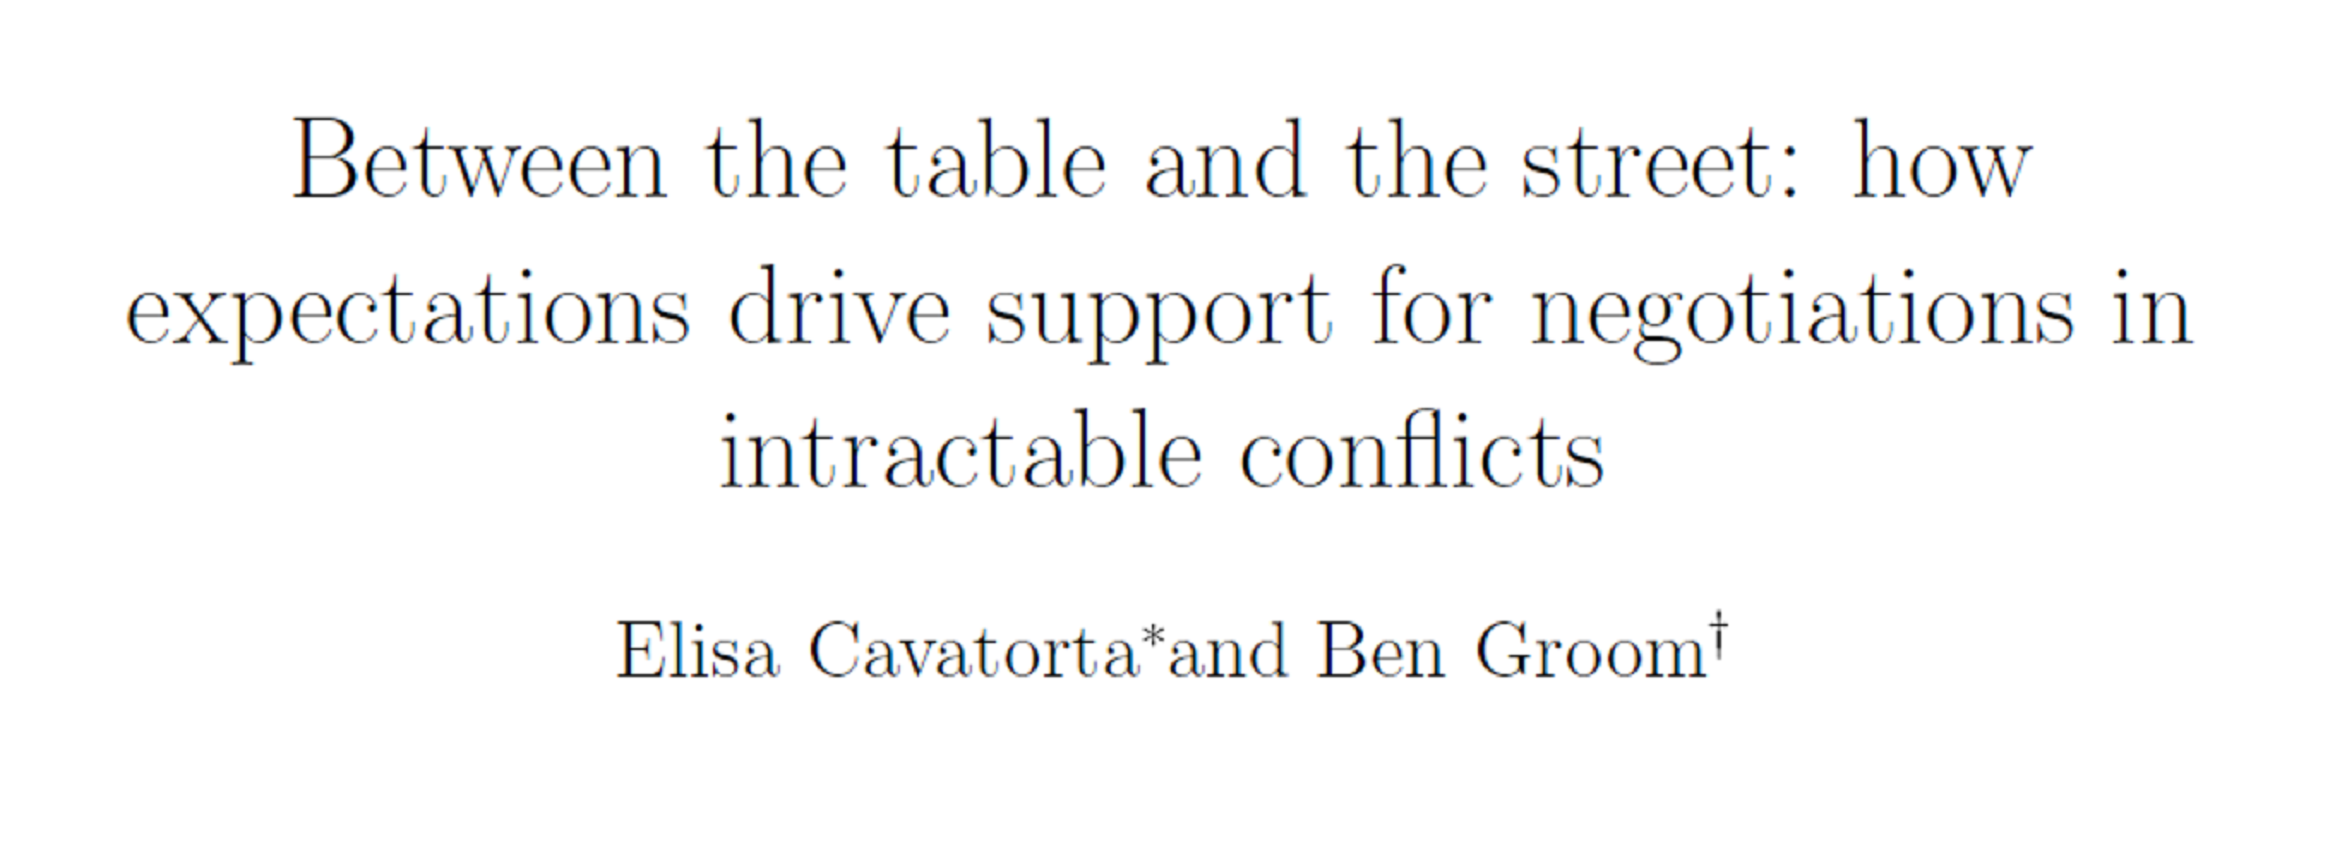 Between the table and the street: how
expectations drive support for negotiations in
intractable conflicts
Elisa Cavatorta*and Ben Groom†